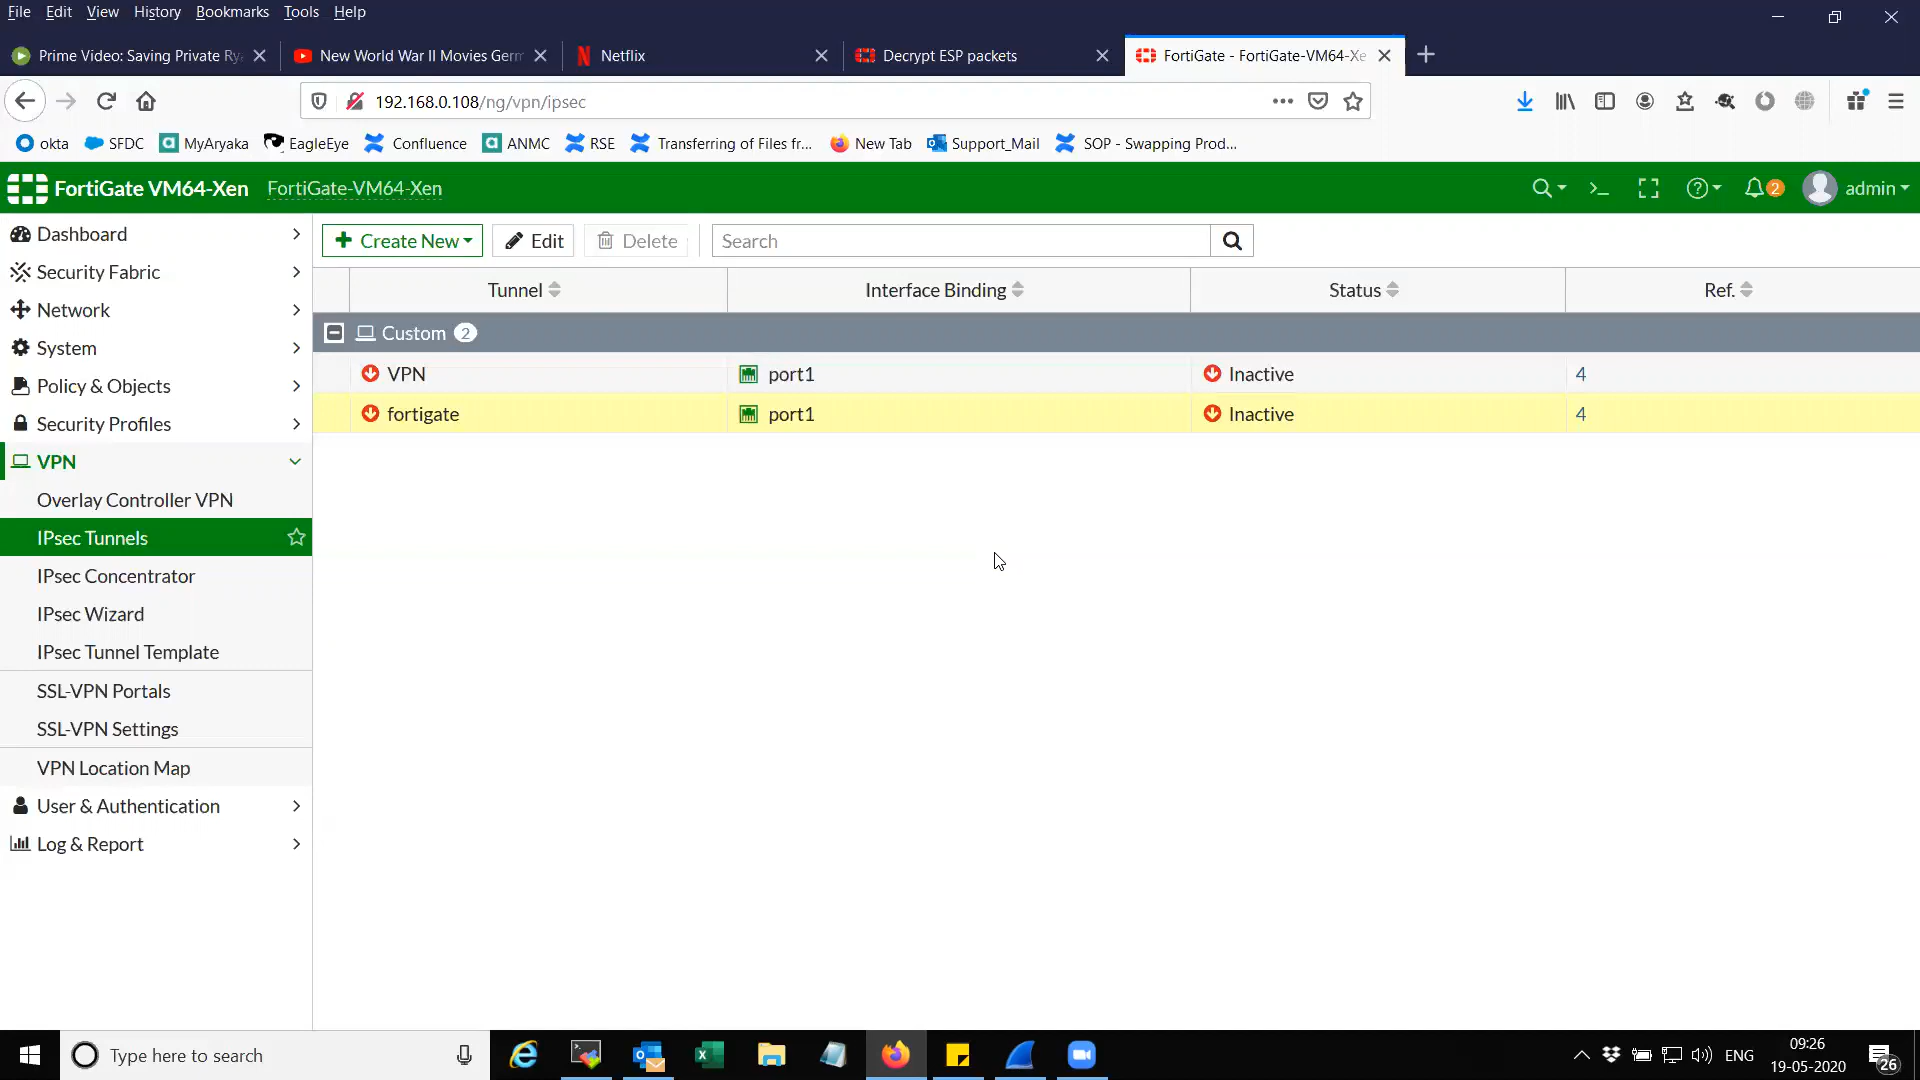 File Edit View History Bookmarks Tools Help
Prime Video: Saving Private Ry
New World War II Movies Germ
Netflix
Decrypt ESP packets
FortiGate - FortiGate-VM64-Xe
192.168.0.108/ng/vpn/ipsec
okta SFDC MyAryaka EagleEye Confluence ANMC RSE Transferring of Files fr... New Tab Support_Mail SOP - Swapping Prod...
FortiGate VM64-Xen FortiGate-VM64-Xen
2 admin
Dashboard
Security Fabric
Network
System
Policy & Objects
Security Profiles
VPN
Overlay Controller VPN
IPsec Tunnels
IPsec Concentrator
IPsec Wizard
IPsec Tunnel Template
SSL-VPN Portals
SSL-VPN Settings
VPN Location Map
User & Authentication
Log & Report
Create New Edit Delete Search
Tunnel Interface Binding Status Ref.
Custom 2
VPN port1 Inactive 4
fortigate port1 Inactive 4
Type here to search
ENG
09:26
19-05-2020
26